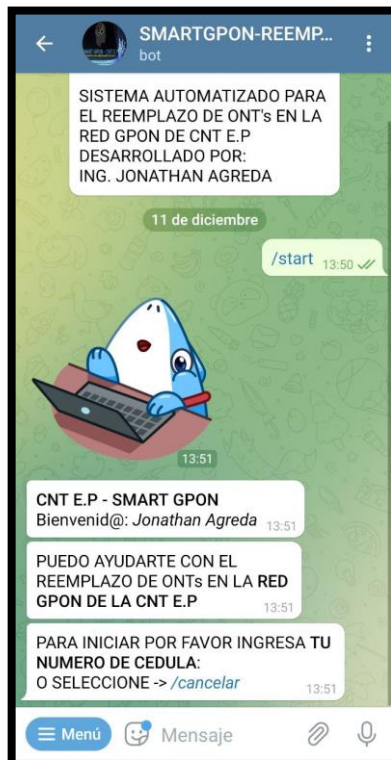 SMARTGPON-REEMP...
bot
SISTEMA AUTOMATIZADO PARA
EL REEMPLAZO DE ONT's EN LA
RED GPON DE CNT E.P
DESARROLLADO POR:
ING. JONATHAN AGREDA
11 de diciembre
/start 13:50
13:51
CNT E.P - SMART GPON
Bienvenid@: Jonathan Agreda 13:51
PUEDO AYUDARTE CON EL
REEMPLAZO DE ONTs EN LA RED
GPON DE LA CNT E.P 13:51
PARA INICIAR POR FAVOR INGRESA TU
NUMERO DE CEDULA:
O SELECCIONE -> /cancelar 13:51
Menú Mensaje